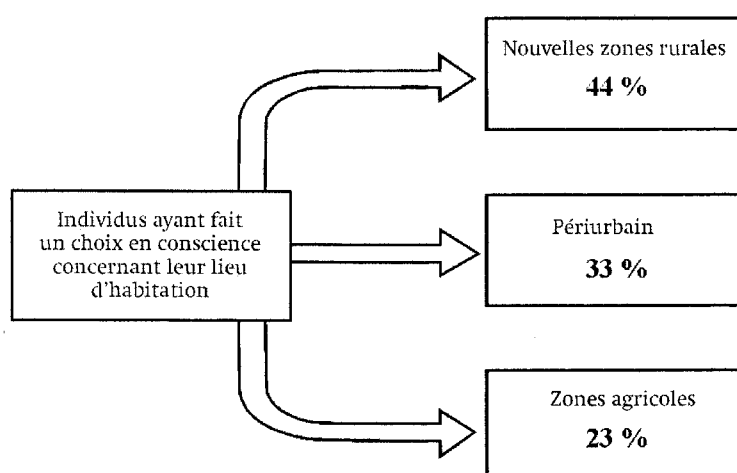 Nouvelles zones rurales
44 %
Individus ayant fait
un choix en conscience
concernant leur lieu
d'habitation
Périurbain
33 %
Zones agricoles
23 %